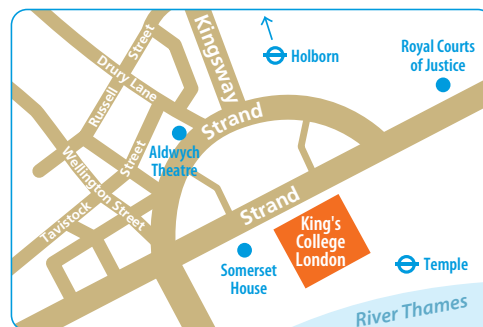 Holborn
Royal Courts
of Justice
Kingsway
Drury Lane
Russell
Street
Strand
Aldwych
Theatre
Wellington Street
Tavistock
Street
Strand
King's
College
London
Somerset
House
Temple
River Thames